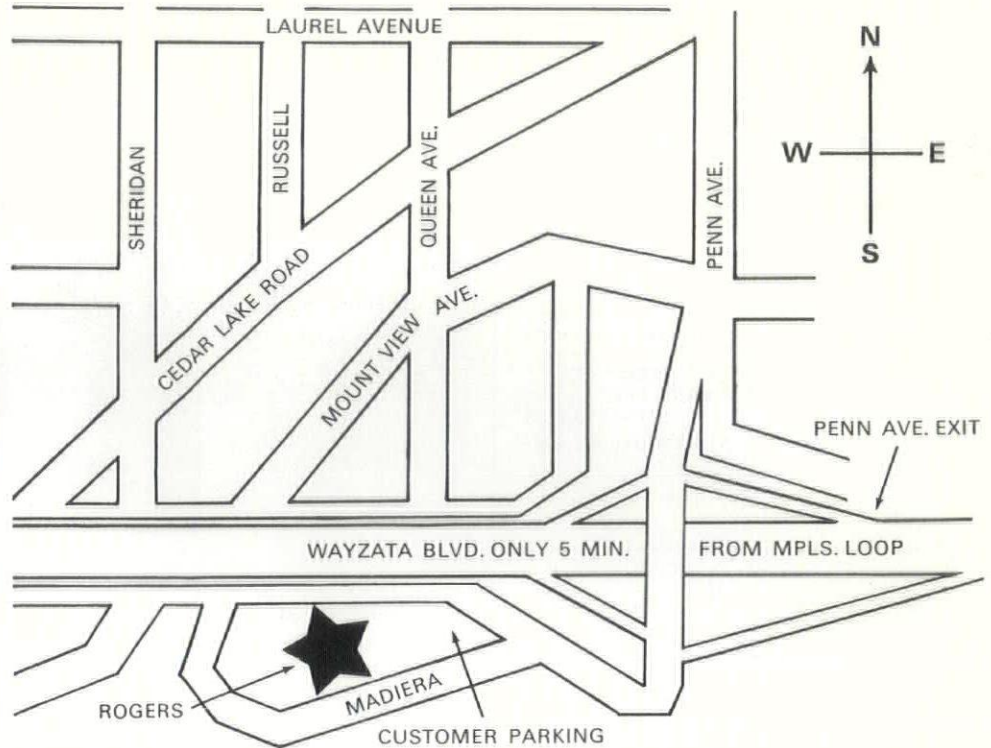 LAUREL AVENUE
N
W E
S
SHERIDAN
RUSSELL
QUEEN AVE.
PENN AVE.
CEDAR LAKE ROAD
MOUNT VIEW AVE.
PENN AVE. EXIT
WAYZATA BLVD. ONLY 5 MIN. FROM MPLS. LOOP
ROGERS
MADIERA
CUSTOMER PARKING